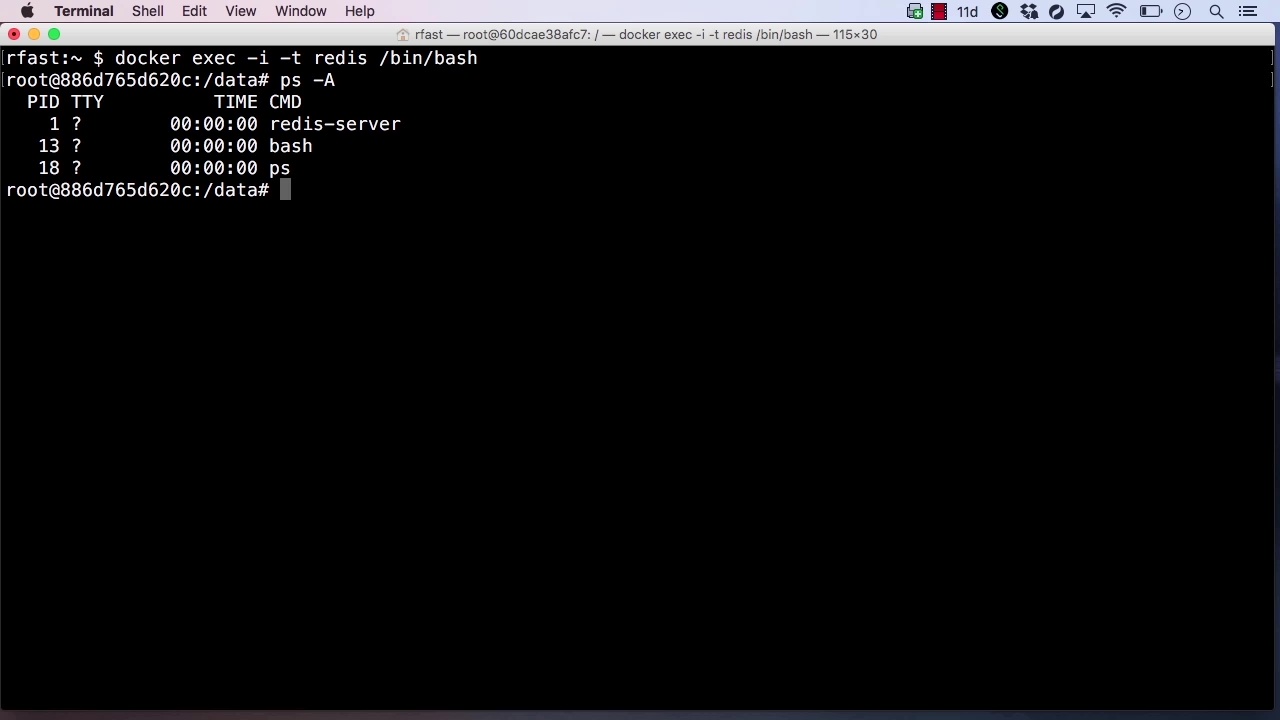 Terminal Shell Edit View Window Help 11d
rfast — root@60dcae38afc7: / — docker exec -i -t redis /bin/bash — 115×30
[rfast:~ $ docker exec -i -t redis /bin/bash ]
[root@886d765d620c:/data# ps -A ]
PID TTY TIME CMD
1 ? 00:00:00 redis-server
13 ? 00:00:00 bash
18 ? 00:00:00 ps
root@886d765d620c:/data#